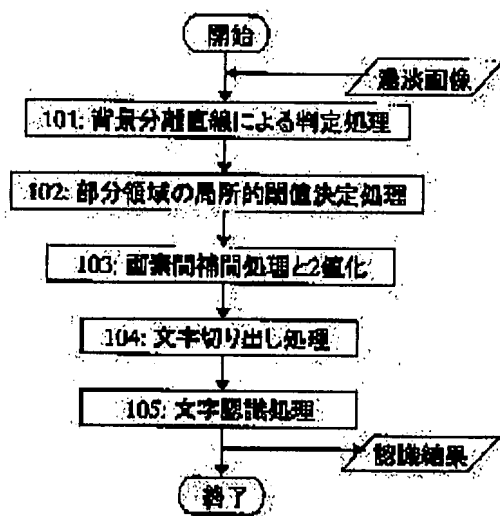 開始
濃淡画像
101: 背景分離直線による判定処理
102: 部分領域の局所的閾値決定処理
103: 画素間補間処理と2値化
104: 文字切り出し処理
105: 文字認識処理
認識結果
終了